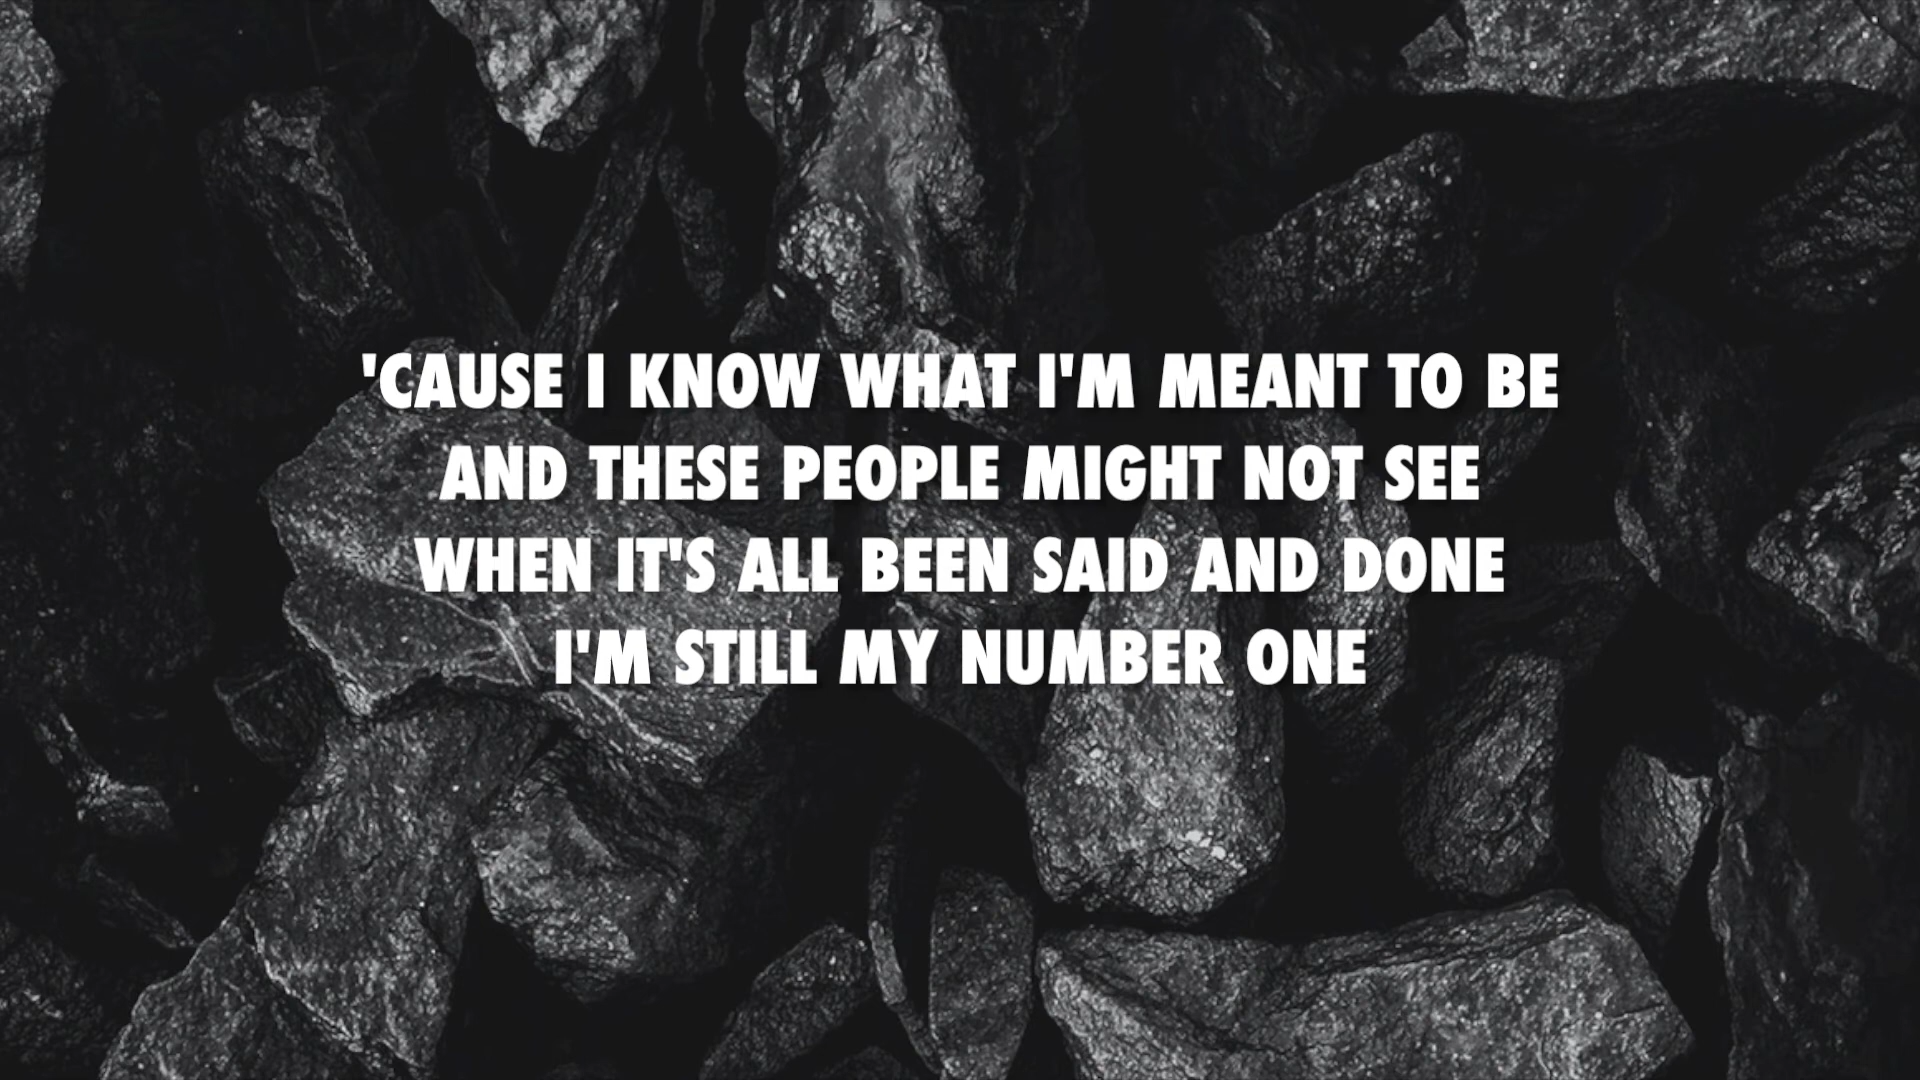 'CAUSE I KNOW WHAT I'M MEANT TO BE
AND THESE PEOPLE MIGHT NOT SEE
WHEN IT'S ALL BEEN SAID AND DONE
I'M STILL MY NUMBER ONE